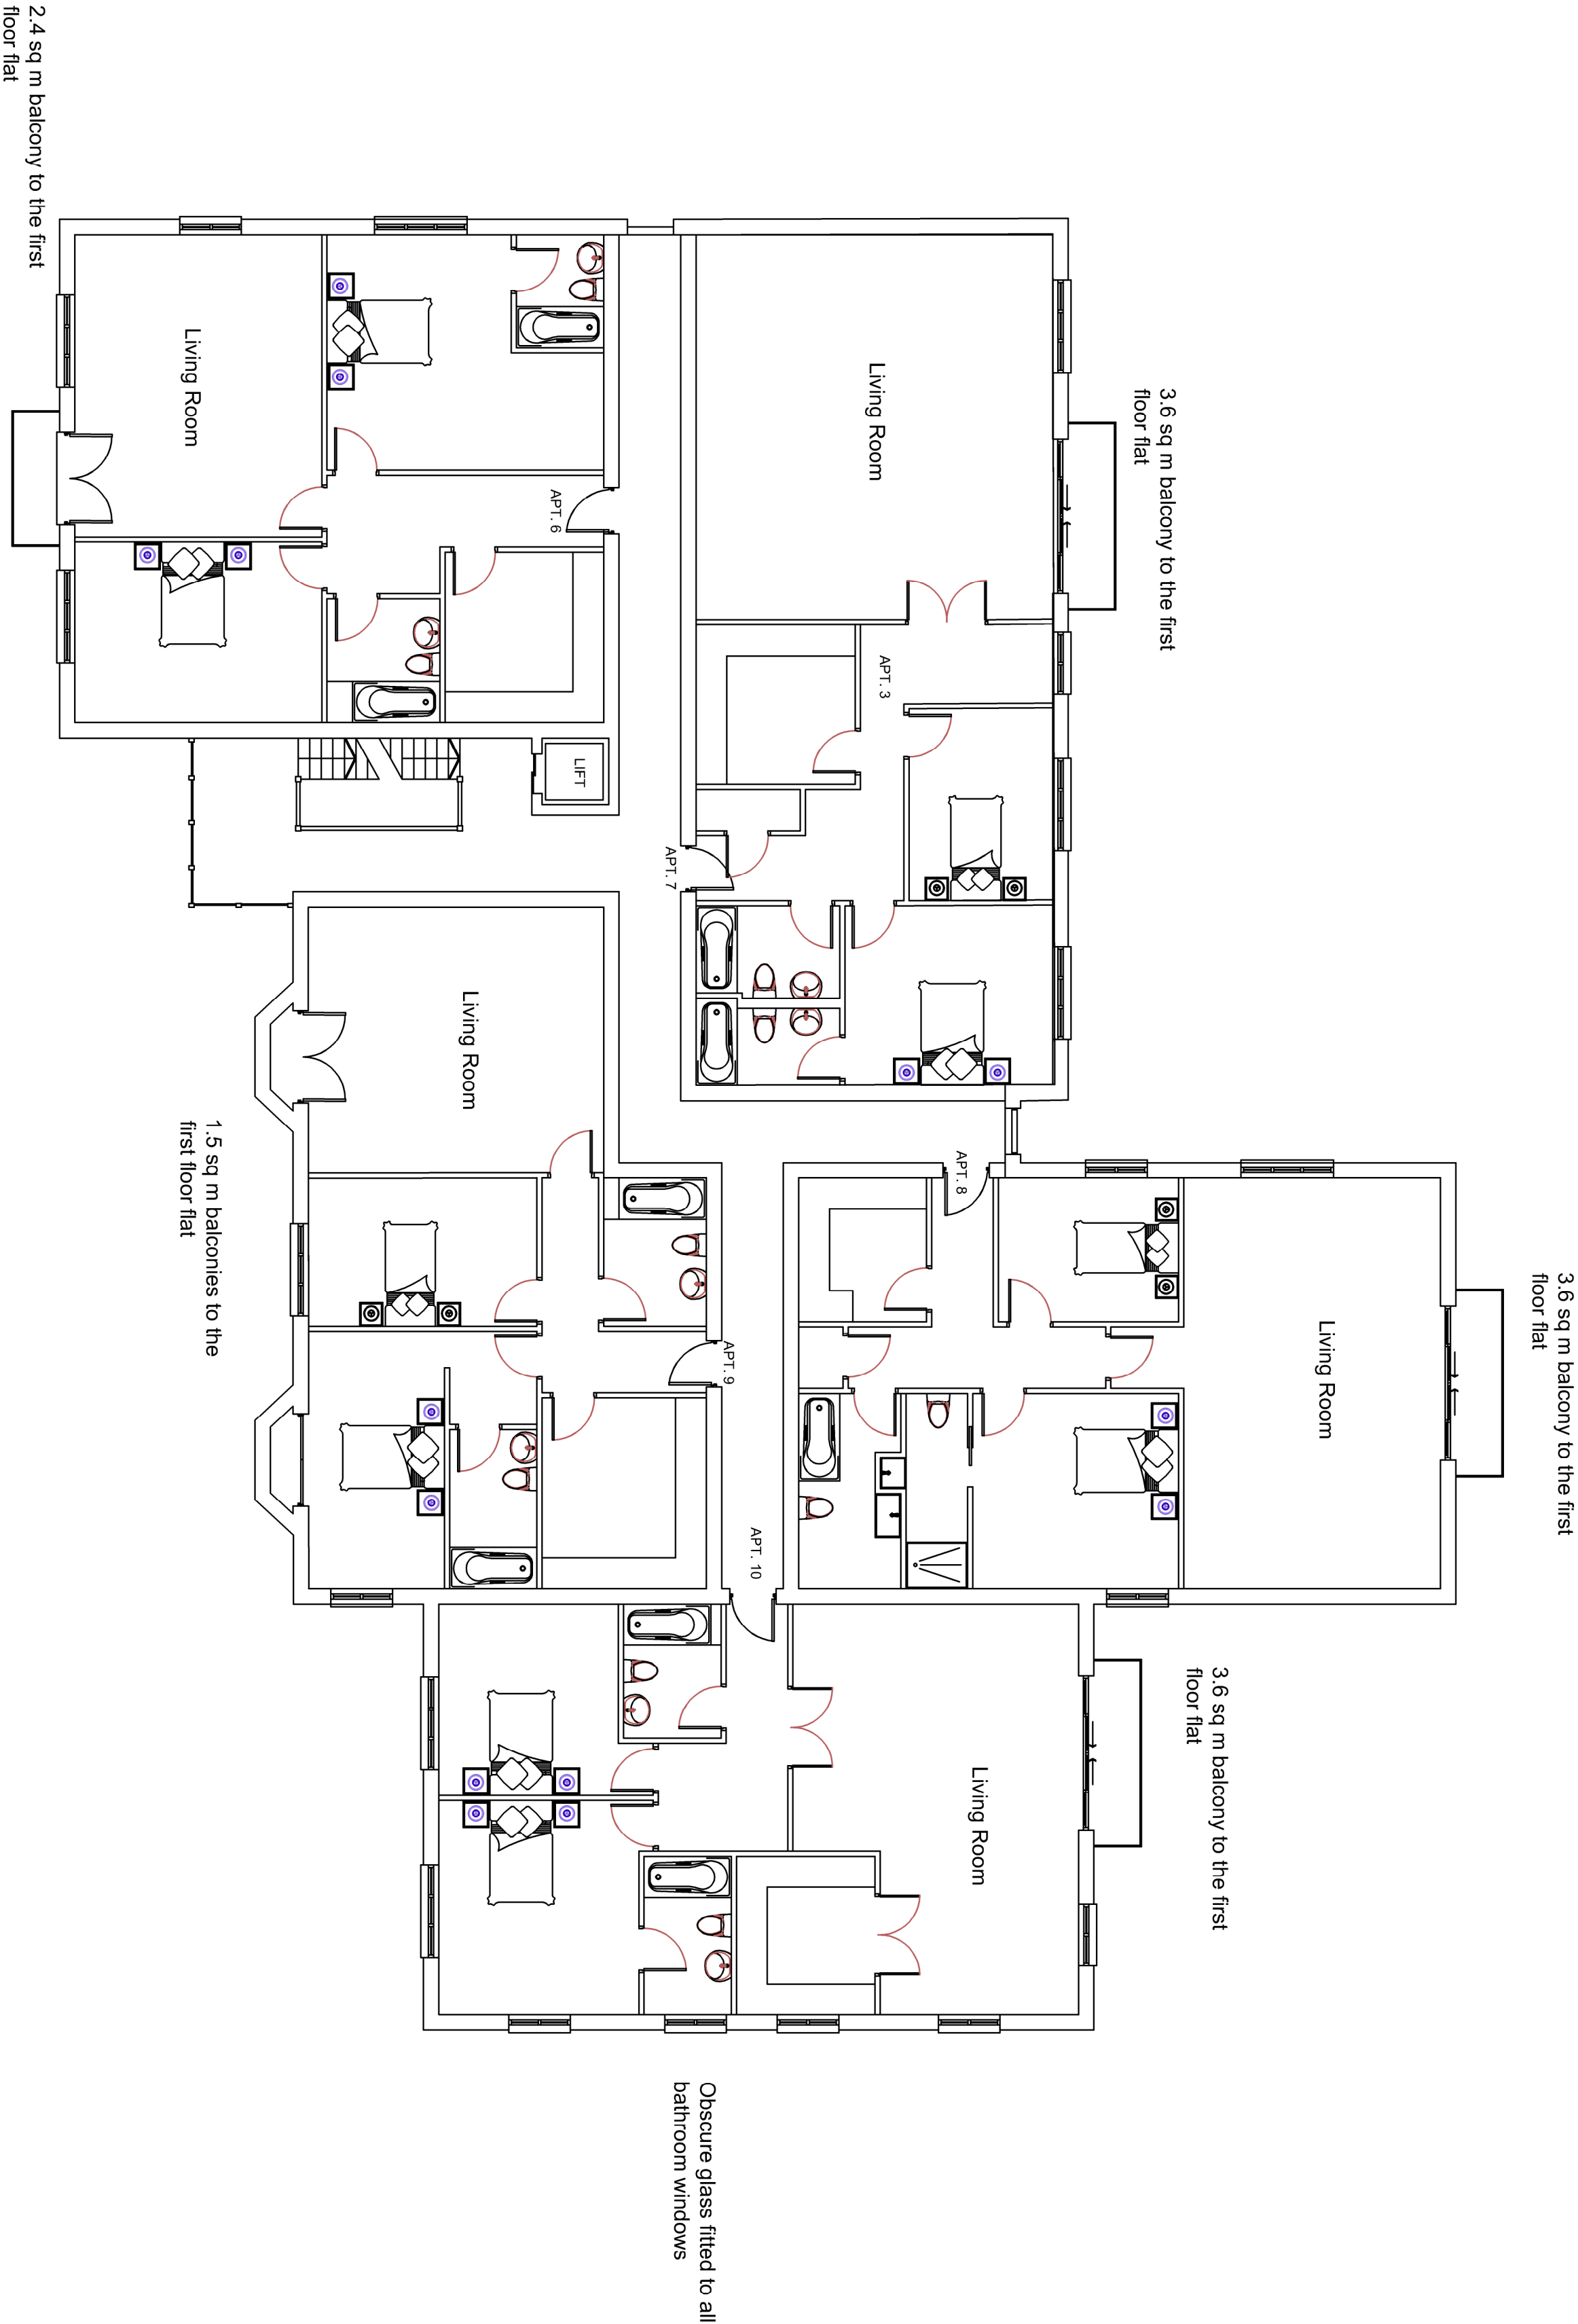 2.4 sq m balcony to the first
floor flat
3.6 sq m balcony to the first
floor flat
3.6 sq m balcony to the first
floor flat
3.6 sq m balcony to the first
floor flat
Living Room
Living Room
APT. 6
APT. 3
LIFT
APT. 7
Living Room
1.5 sq m balconies to the
first floor flat
APT. 8
Living Room
APT. 9
APT. 10
Living Room
Obscure glass fitted to all
bathroom windows